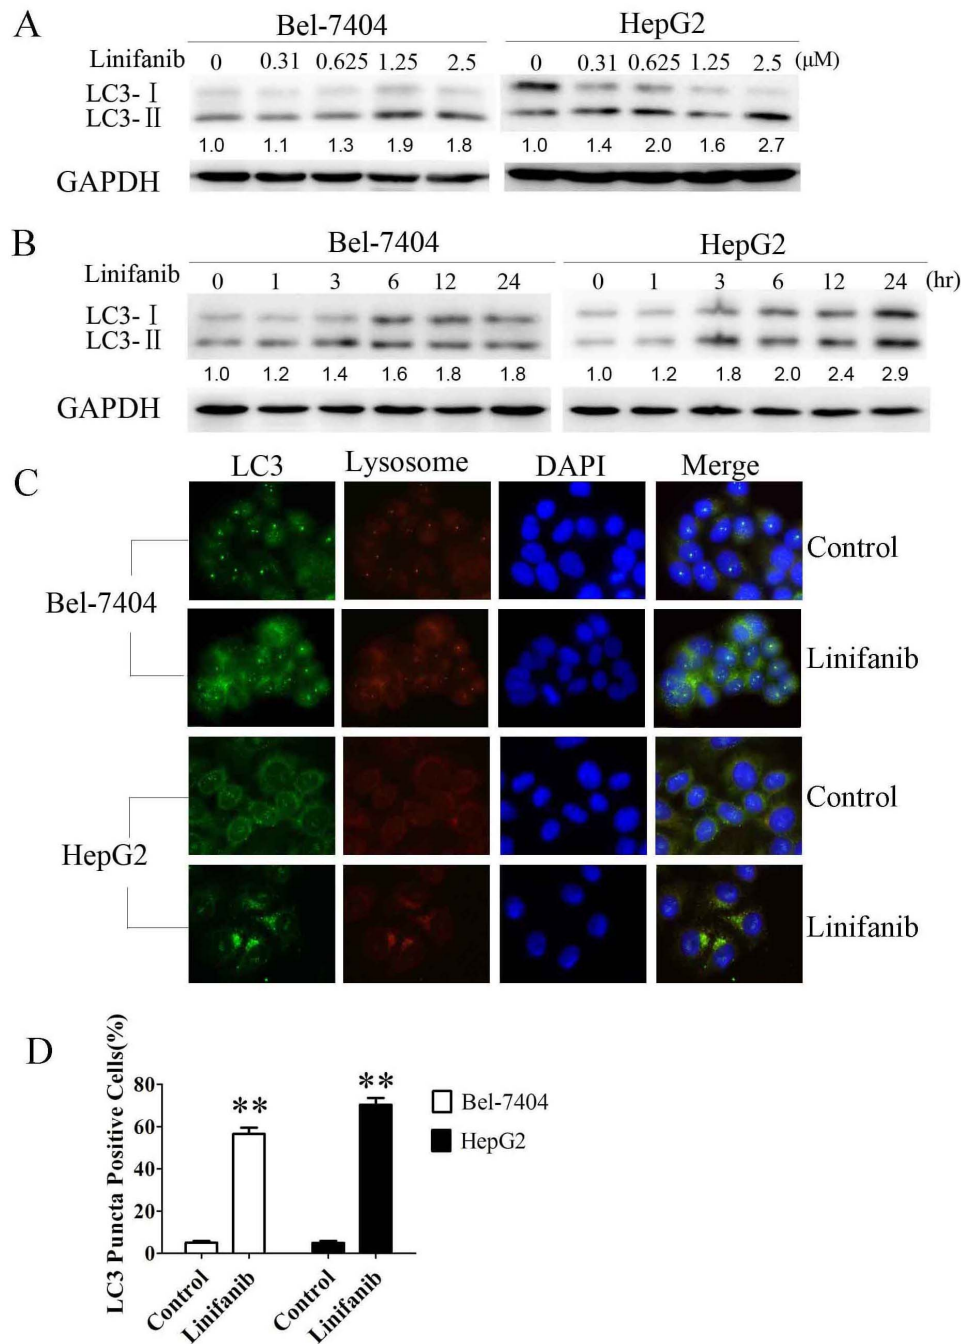 A
Bel-7404 HepG2
Linifanib 0 0.31 0.625 1.25 2.5 0 0.31 0.625 1.25 2.5 (μM)
LC3-Ⅰ
LC3-Ⅱ
1.0 1.1 1.3 1.9 1.8 1.0 1.4 2.0 1.6 2.7
GAPDH
B
Bel-7404 HepG2
Linifanib 0 1 3 6 12 24 0 1 3 6 12 24 (hr)
LC3-Ⅰ
LC3-Ⅱ
1.0 1.2 1.4 1.6 1.8 1.8 1.0 1.2 1.8 2.0 2.4 2.9
GAPDH
C
LC3 Lysosome DAPI Merge
Control
Bel-7404
Linifanib
Control
HepG2
Linifanib
D
LC3 Puncta Positive Cells(%)
80
60
40
20
0
** **
Bel-7404
HepG2
Control Linifanib Control Linifanib